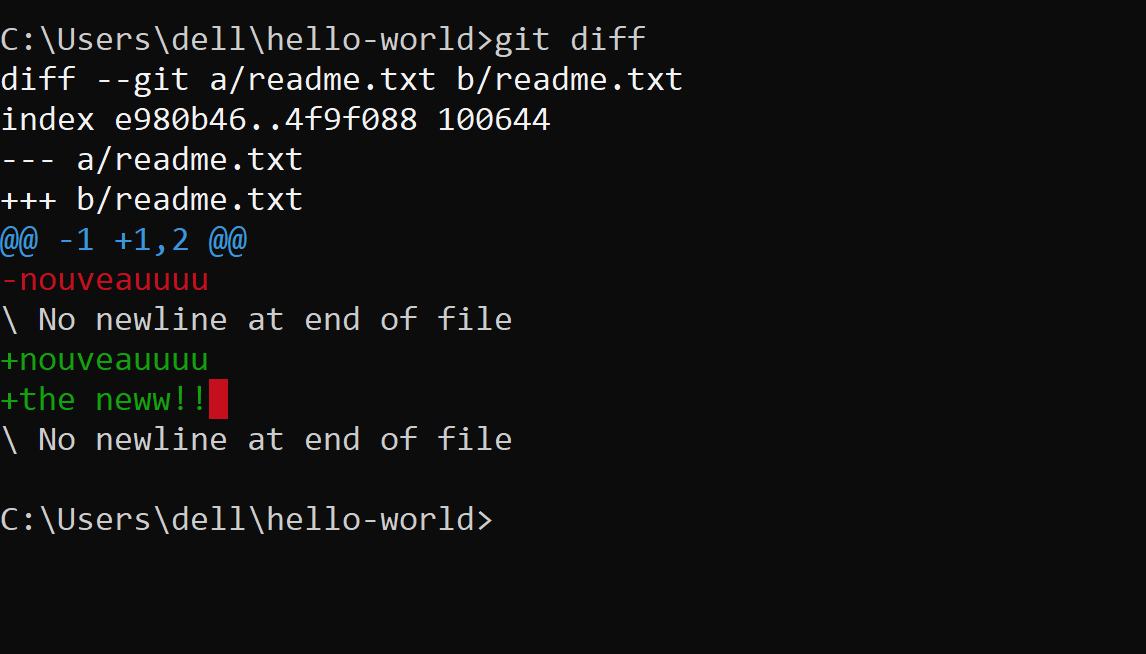 C:\Users\dell\hello-world>git diff
diff --git a/readme.txt b/readme.txt
index e980b46..4f9f088 100644
--- a/readme.txt
+++ b/readme.txt
@@ -1 +1,2 @@
-nouveauuuu
\ No newline at end of file
+nouveauuuu
+the neww!!
\ No newline at end of file
C:\Users\dell\hello-world>